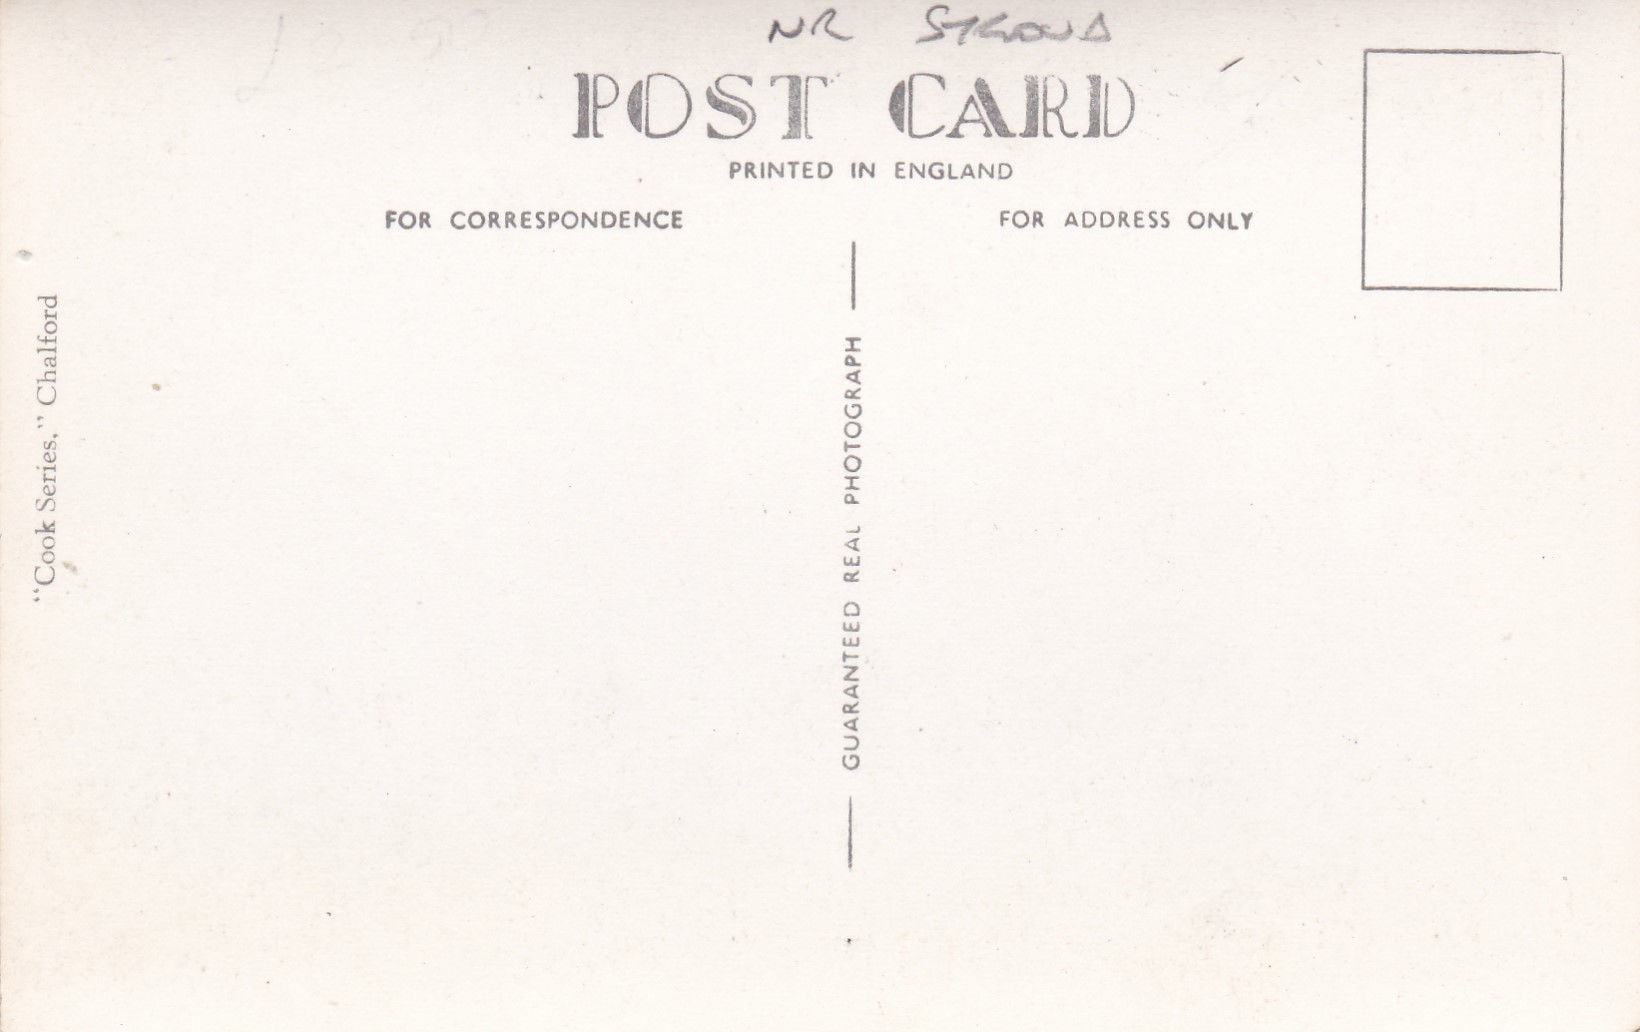 NR STROUD
POST CARD
PRINTED IN ENGLAND
FOR CORRESPONDENCE
FOR ADDRESS ONLY
"Cook Series," Chalford
GUARANTEED REAL PHOTOGRAPH